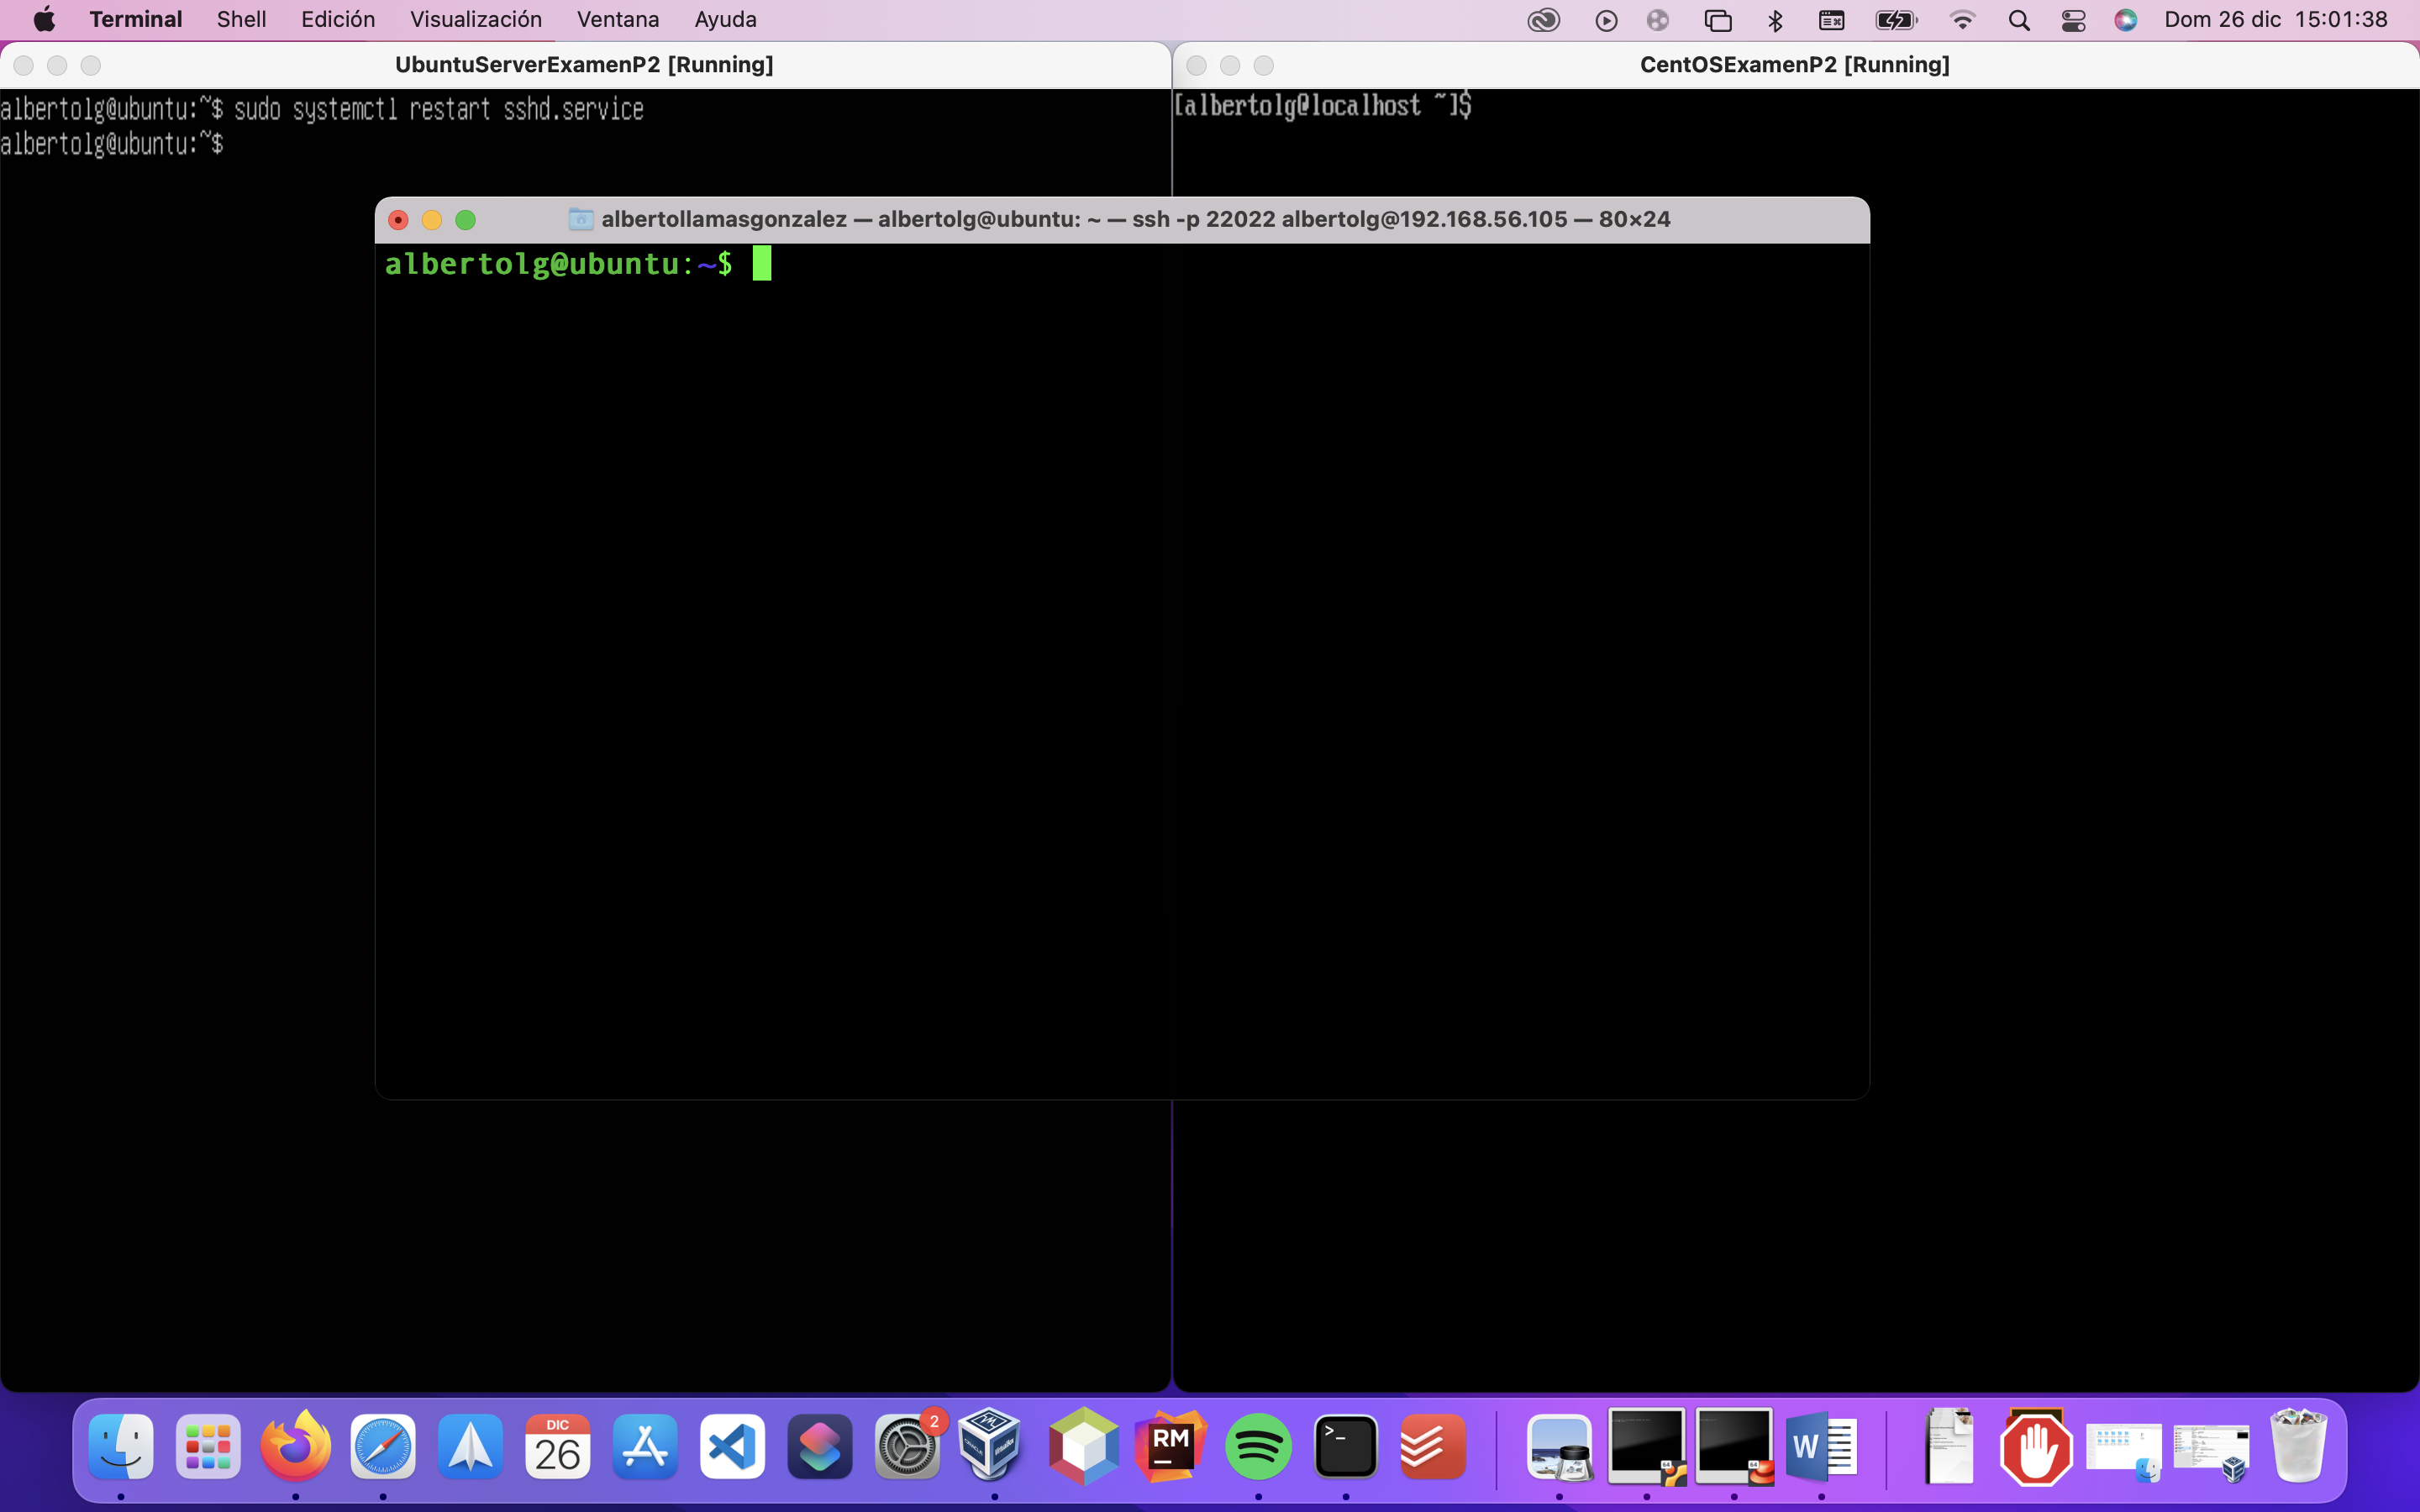 Terminal Shell Edición Visualización Ventana Ayuda Dom 26 dic 15:01:38
UbuntuServerExamenP2 [Running]
albertolg@ubuntu:~$ sudo systemctl restart sshd.service
albertolg@ubuntu:~$
CentOSExamenP2 [Running]
[albertolg@localhost ~]$
albertollamasgonzalez — albertolg@ubuntu: ~ — ssh -p 22022 albertolg@192.168.56.105 — 80×24
albertolg@ubuntu:~$
DIC
26
2
RM
>_
64
64
W